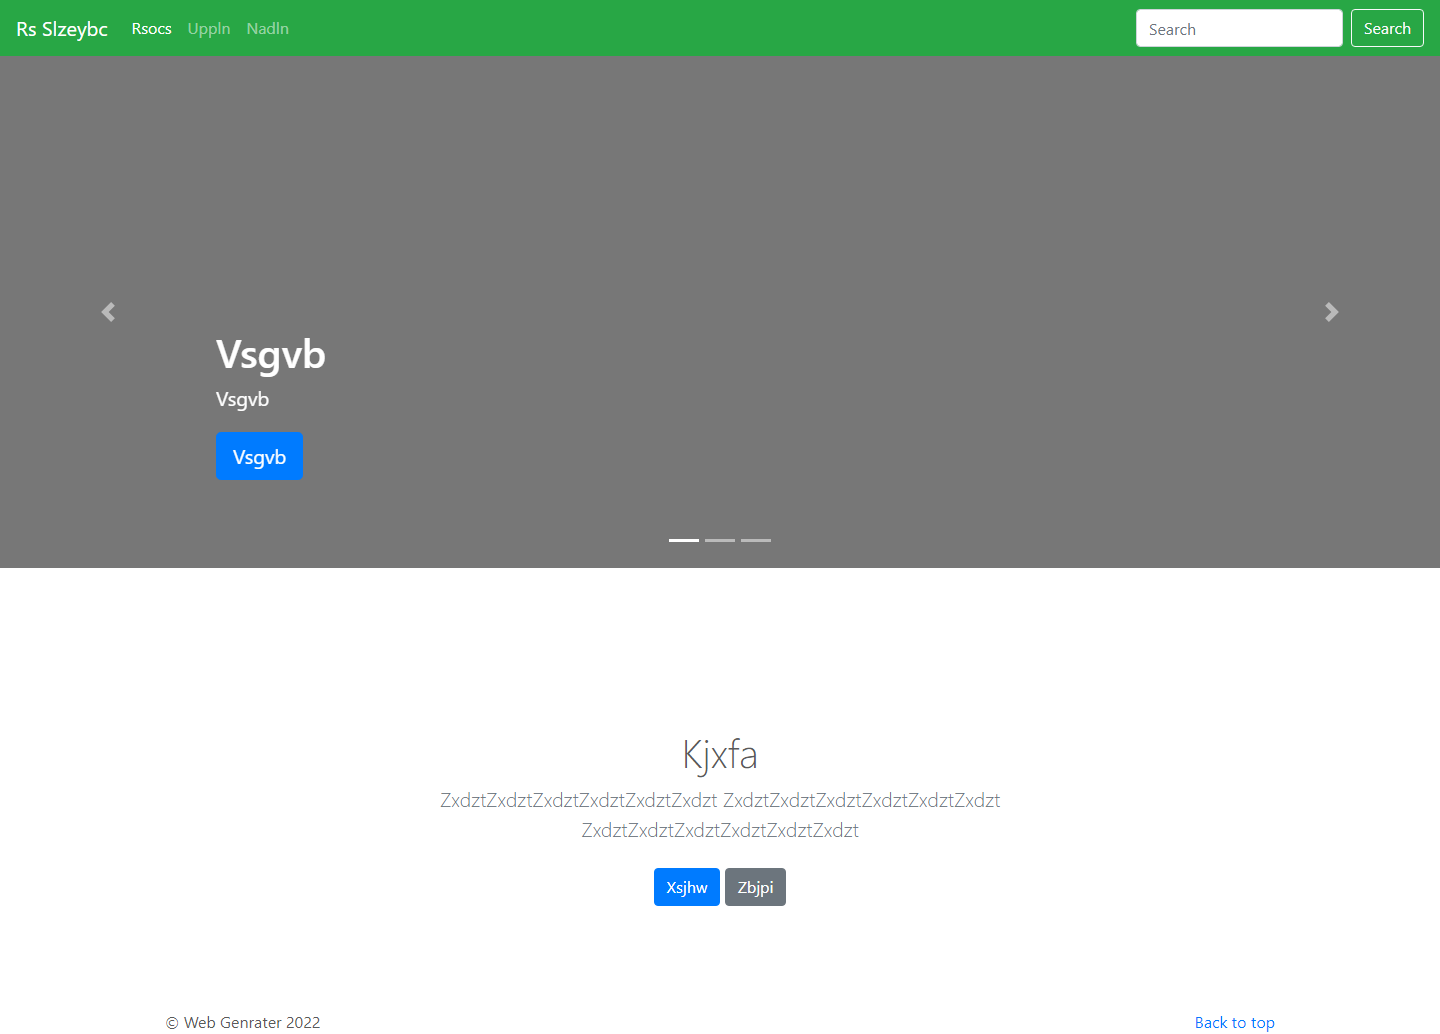 Rs Slzeybc Rsocs Uppln Nadln Search Search
Vsgvb
Vsgvb
Vsgvb
Kjxfa
ZxdztZxdztZxdztZxdztZxdztZxdzt ZxdztZxdztZxdztZxdztZxdztZxdzt
ZxdztZxdztZxdztZxdztZxdztZxdzt
Xsjhw Zbjpi
© Web Genrater 2022 Back to top